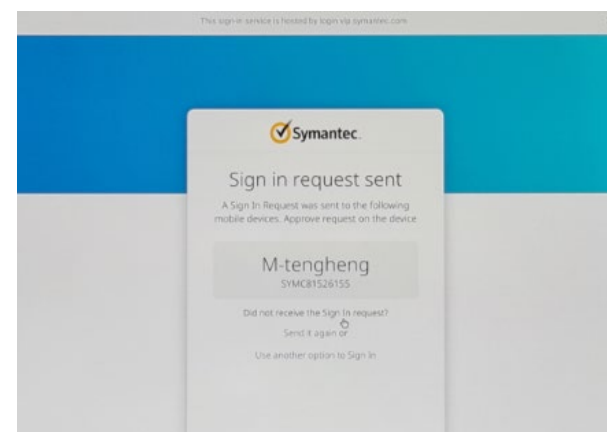 This sign-in service is hosted by login.vip.symantec.com
Symantec.
Sign in request sent
A Sign In Request was sent to the following
mobile devices. Approve request on the device
M-tengheng
SYMC81526155
Did not receive the Sign In request?
Send it again or
Use another option to Sign In